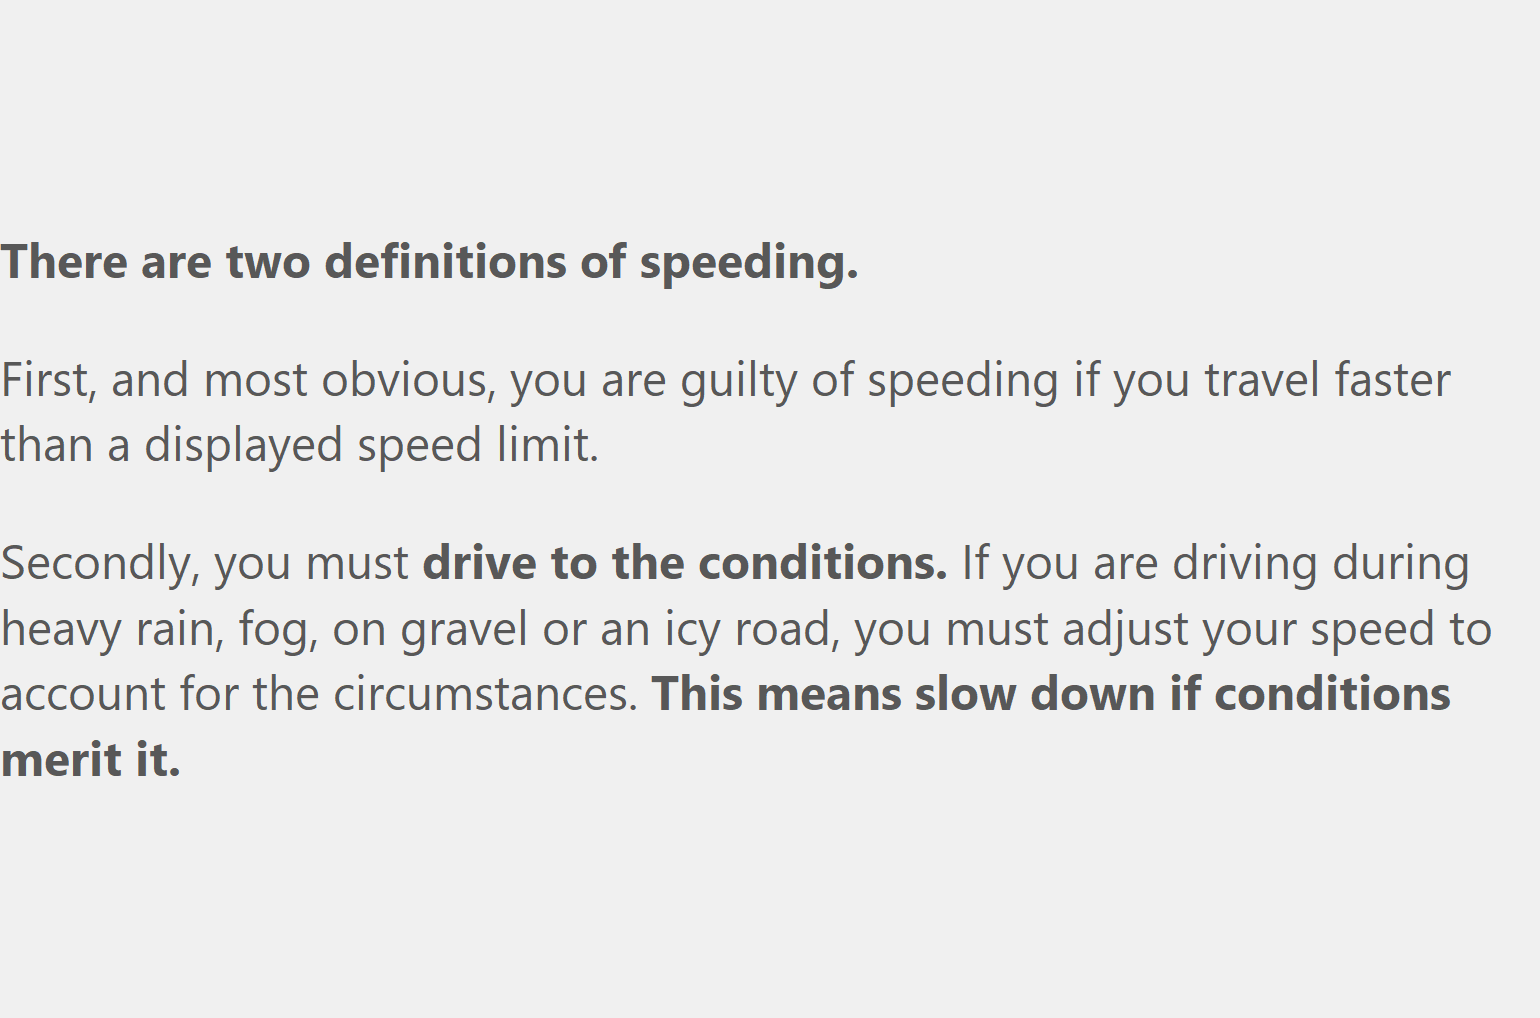 There are two definitions of speeding.
First, and most obvious, you are guilty of speeding if you travel faster
than a displayed speed limit.
Secondly, you must drive to the conditions. If you are driving during
heavy rain, fog, on gravel or an icy road, you must adjust your speed to
account for the circumstances. This means slow down if conditions
merit it.